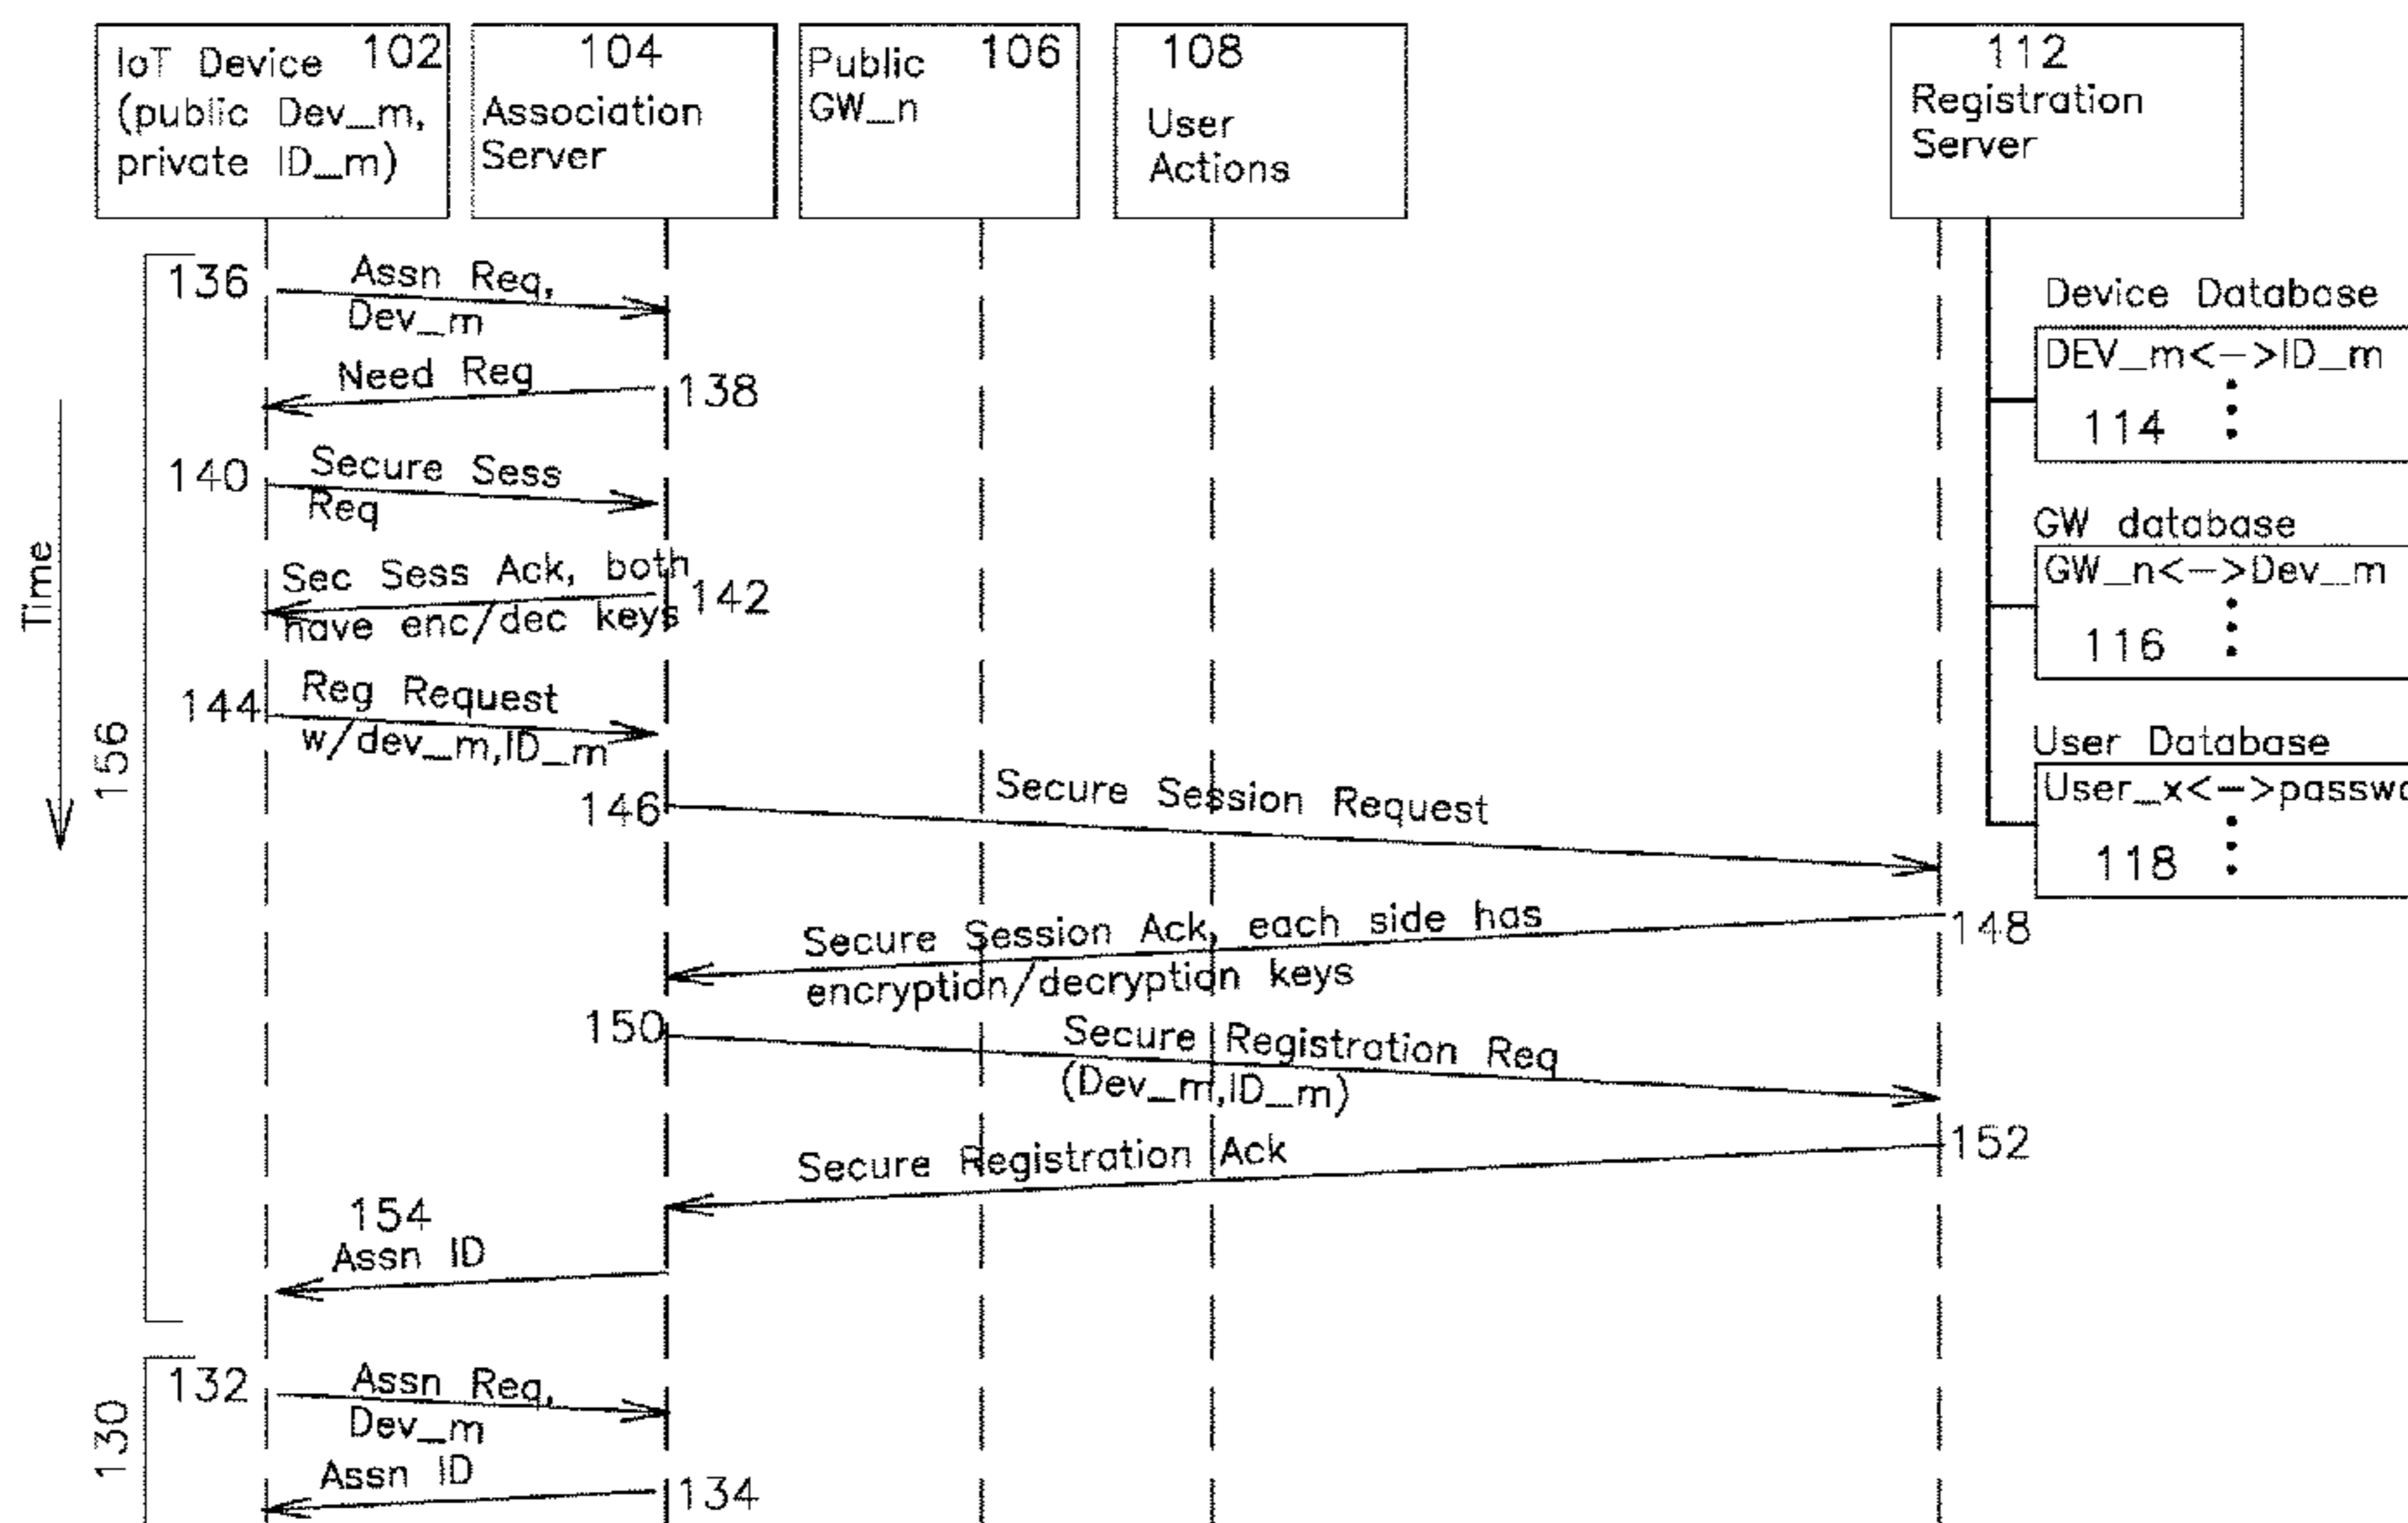 IoT Device 102
(public Dev_m,
private ID_m)
104
Association
Server
Public 106
GW_n
108
User
Actions
112
Registration
Server
136 Assn Req,
Dev_m
Need Reg 138
140 Secure Sess
Req
Sec Sess Ack, both 142
have enc/dec keys
144 Reg Request
w/dev_m,ID_m
146 Secure Session Request
Secure Session Ack, each side has 148
encryption/decryption keys
150 Secure Registration Req
(Dev_m,ID_m)
Secure Registration Ack 152
154
Assn ID
132 Assn Req,
Dev_m
Assn ID 134
Time
156
130
Device Database
DEV_m<->ID_m
114
GW database
GW_n<->Dev_m
116
User Database
User_x<->passwo
118